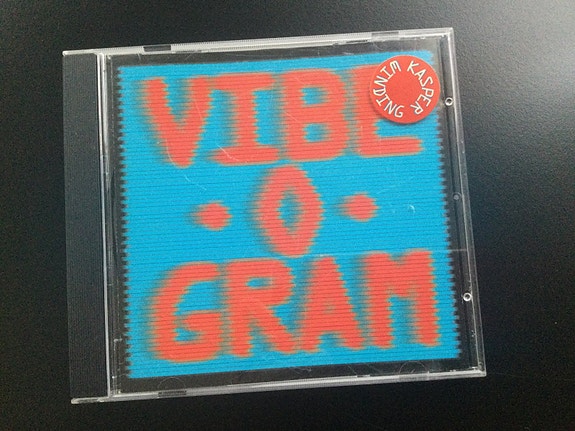 VIBE
·O·
GRAM
KASPER WINDING